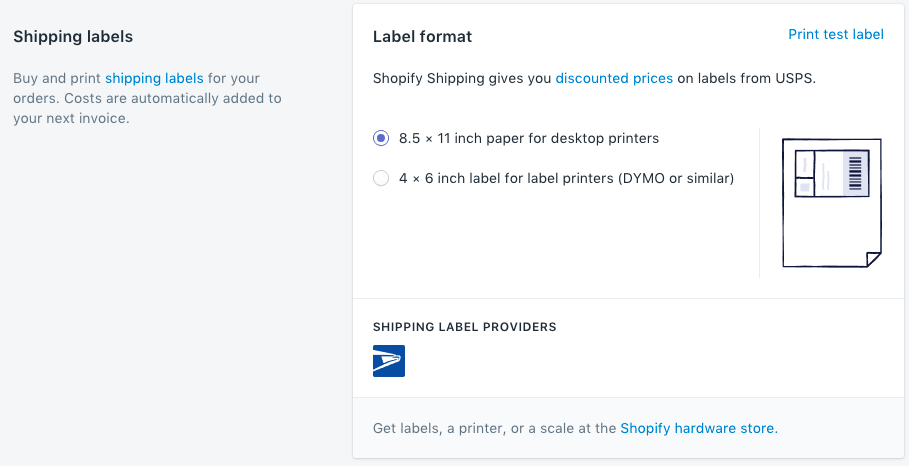 Shipping labels
Buy and print shipping labels for your
orders. Costs are automatically added to
your next invoice.
Label format
Print test label
Shopify Shipping gives you discounted prices on labels from USPS.
8.5 × 11 inch paper for desktop printers
4 × 6 inch label for label printers (DYMO or similar)
SHIPPING LABEL PROVIDERS
Get labels, a printer, or a scale at the Shopify hardware store.